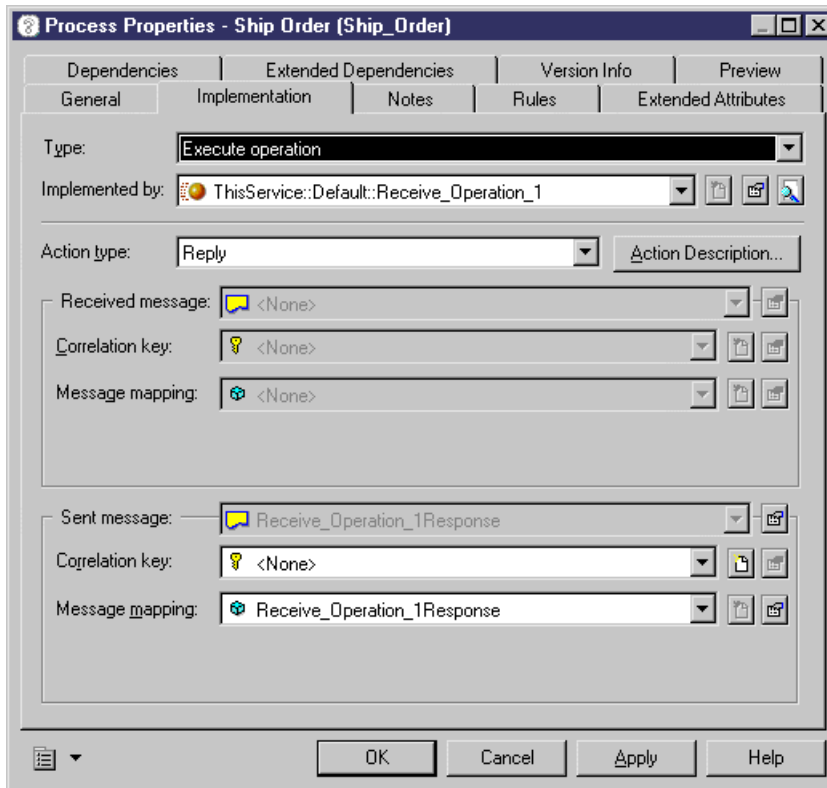 Process Properties - Ship Order (Ship_Order)
Dependencies Extended Dependencies Version Info Preview
General Implementation Notes Rules Extended Attributes
Type: Execute operation
Implemented by: ThisService::Default::Receive_Operation_1
Action type: Reply Action Description...
Received message: <None>
Correlation key: <None>
Message mapping: <None>
Sent message: Receive_Operation_1Response
Correlation key: <None>
Message mapping: Receive_Operation_1Response
OK Cancel Apply Help